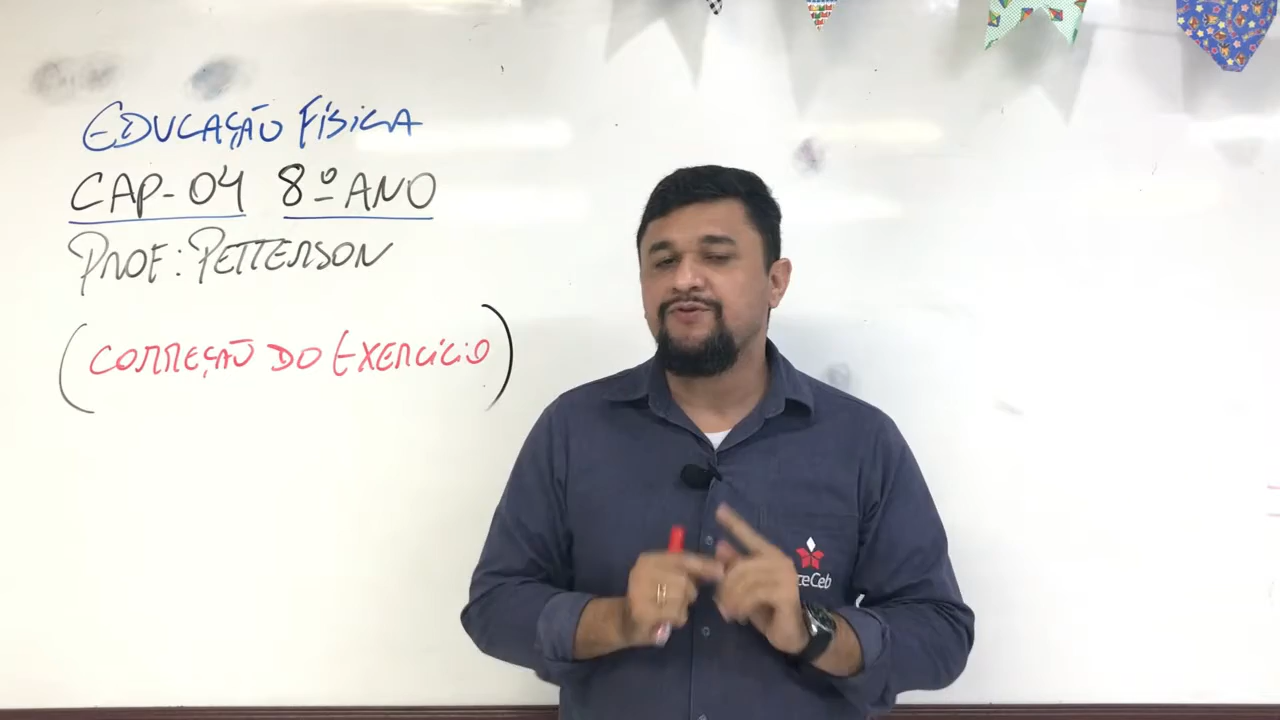 EDUCAÇÃO FÍSICA
CAP-04 8º ANO
PROF: PETTERSON
(CORREÇÃO DO EXERCÍCIO)